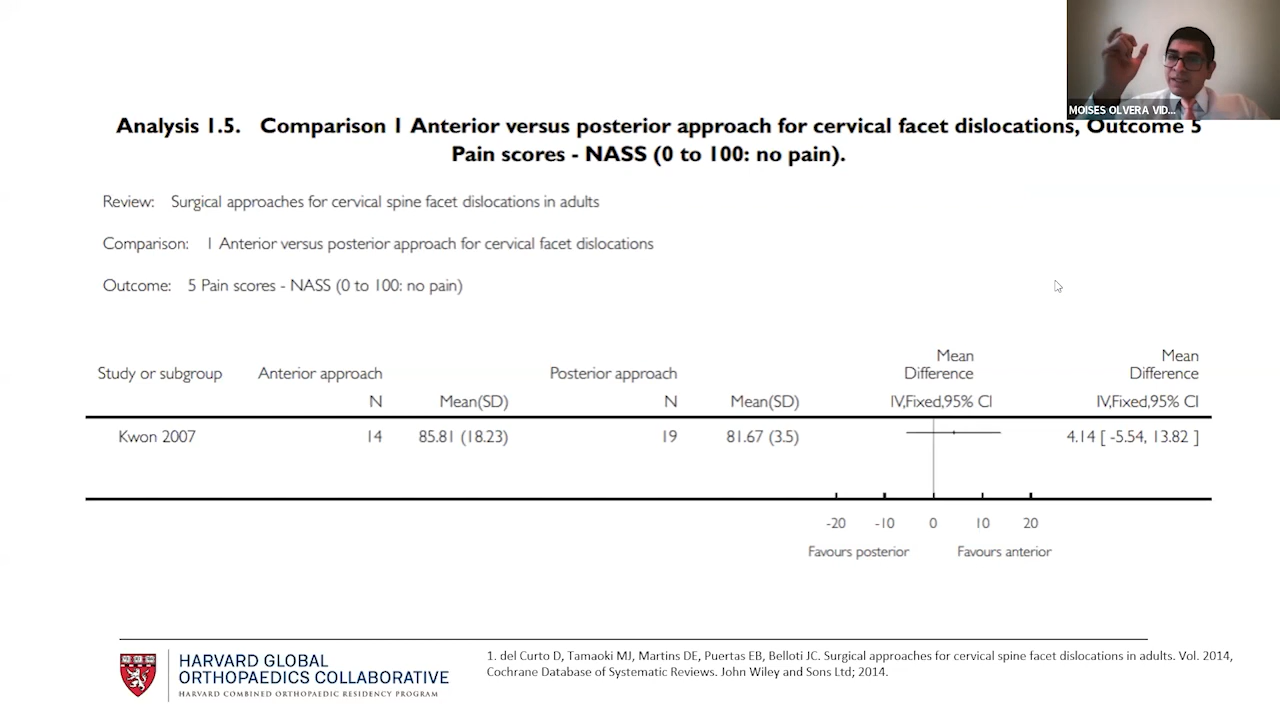 MOISES OLVERA VID...
Analysis 1.5. Comparison 1 Anterior versus posterior approach for cervical facet dislocations, Outcome 5
Pain scores - NASS (0 to 100: no pain).
Review: Surgical approaches for cervical spine facet dislocations in adults
Comparison: 1 Anterior versus posterior approach for cervical facet dislocations
Outcome: 5 Pain scores - NASS (0 to 100: no pain)
Study or subgroup Anterior approach Posterior approach Mean Difference Mean Difference
N Mean(SD) N Mean(SD) IV,Fixed,95% CI IV,Fixed,95% CI
Kwon 2007 14 85.81 (18.23) 19 81.67 (3.5) 4.14 [ -5.54, 13.82 ]
-20 -10 0 10 20
Favours posterior Favours anterior
HARVARD GLOBAL
ORTHOPAEDICS COLLABORATIVE
HARVARD COMBINED ORTHOPAEDIC RESIDENCY PROGRAM
1. del Curto D, Tamaoki MJ, Martins DE, Puertas EB, Belloti JC. Surgical approaches for cervical spine facet dislocations in adults. Vol. 2014,
Cochrane Database of Systematic Reviews. John Wiley and Sons Ltd; 2014.